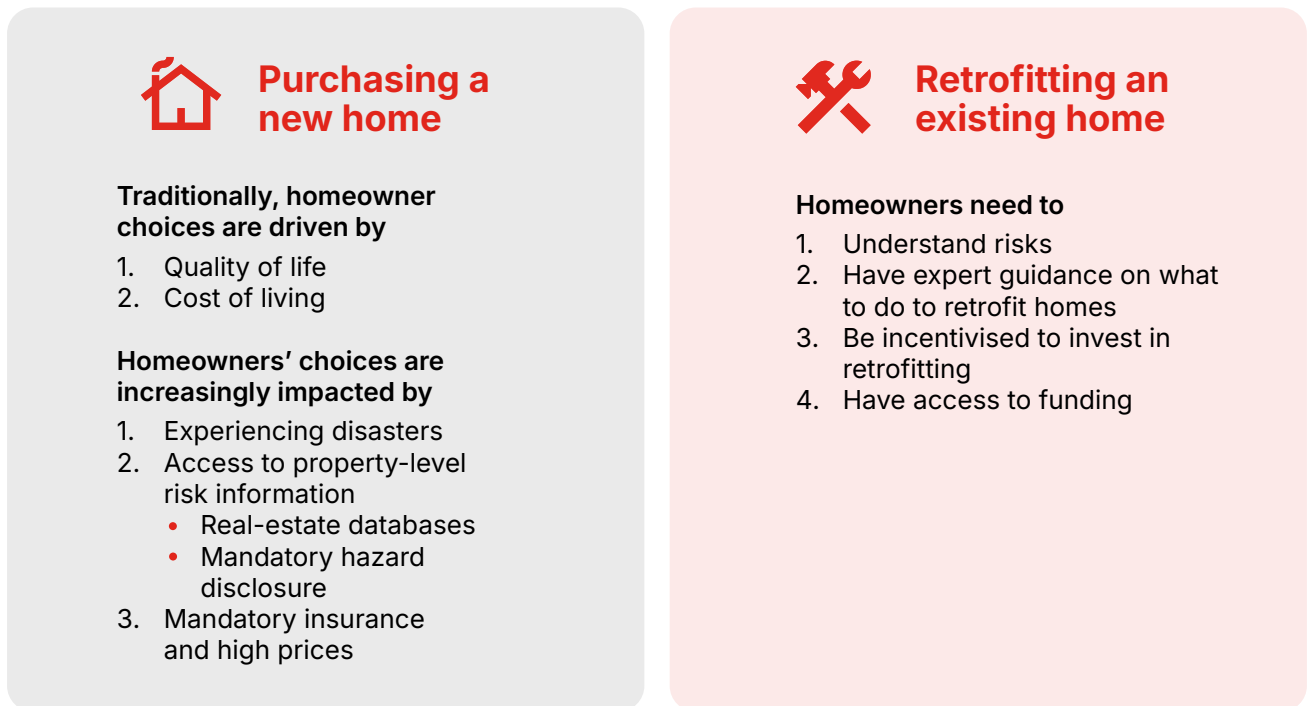 Purchasing a
new home
Traditionally, homeowner
choices are driven by
1. Quality of life
2. Cost of living
Homeowners’ choices are
increasingly impacted by
1. Experiencing disasters
2. Access to property-level
risk information
• Real-estate databases
• Mandatory hazard
disclosure
3. Mandatory insurance
and high prices
Retrofitting an
existing home
Homeowners need to
1. Understand risks
2. Have expert guidance on what
to do to retrofit homes
3. Be incentivised to invest in
retrofitting
4. Have access to funding